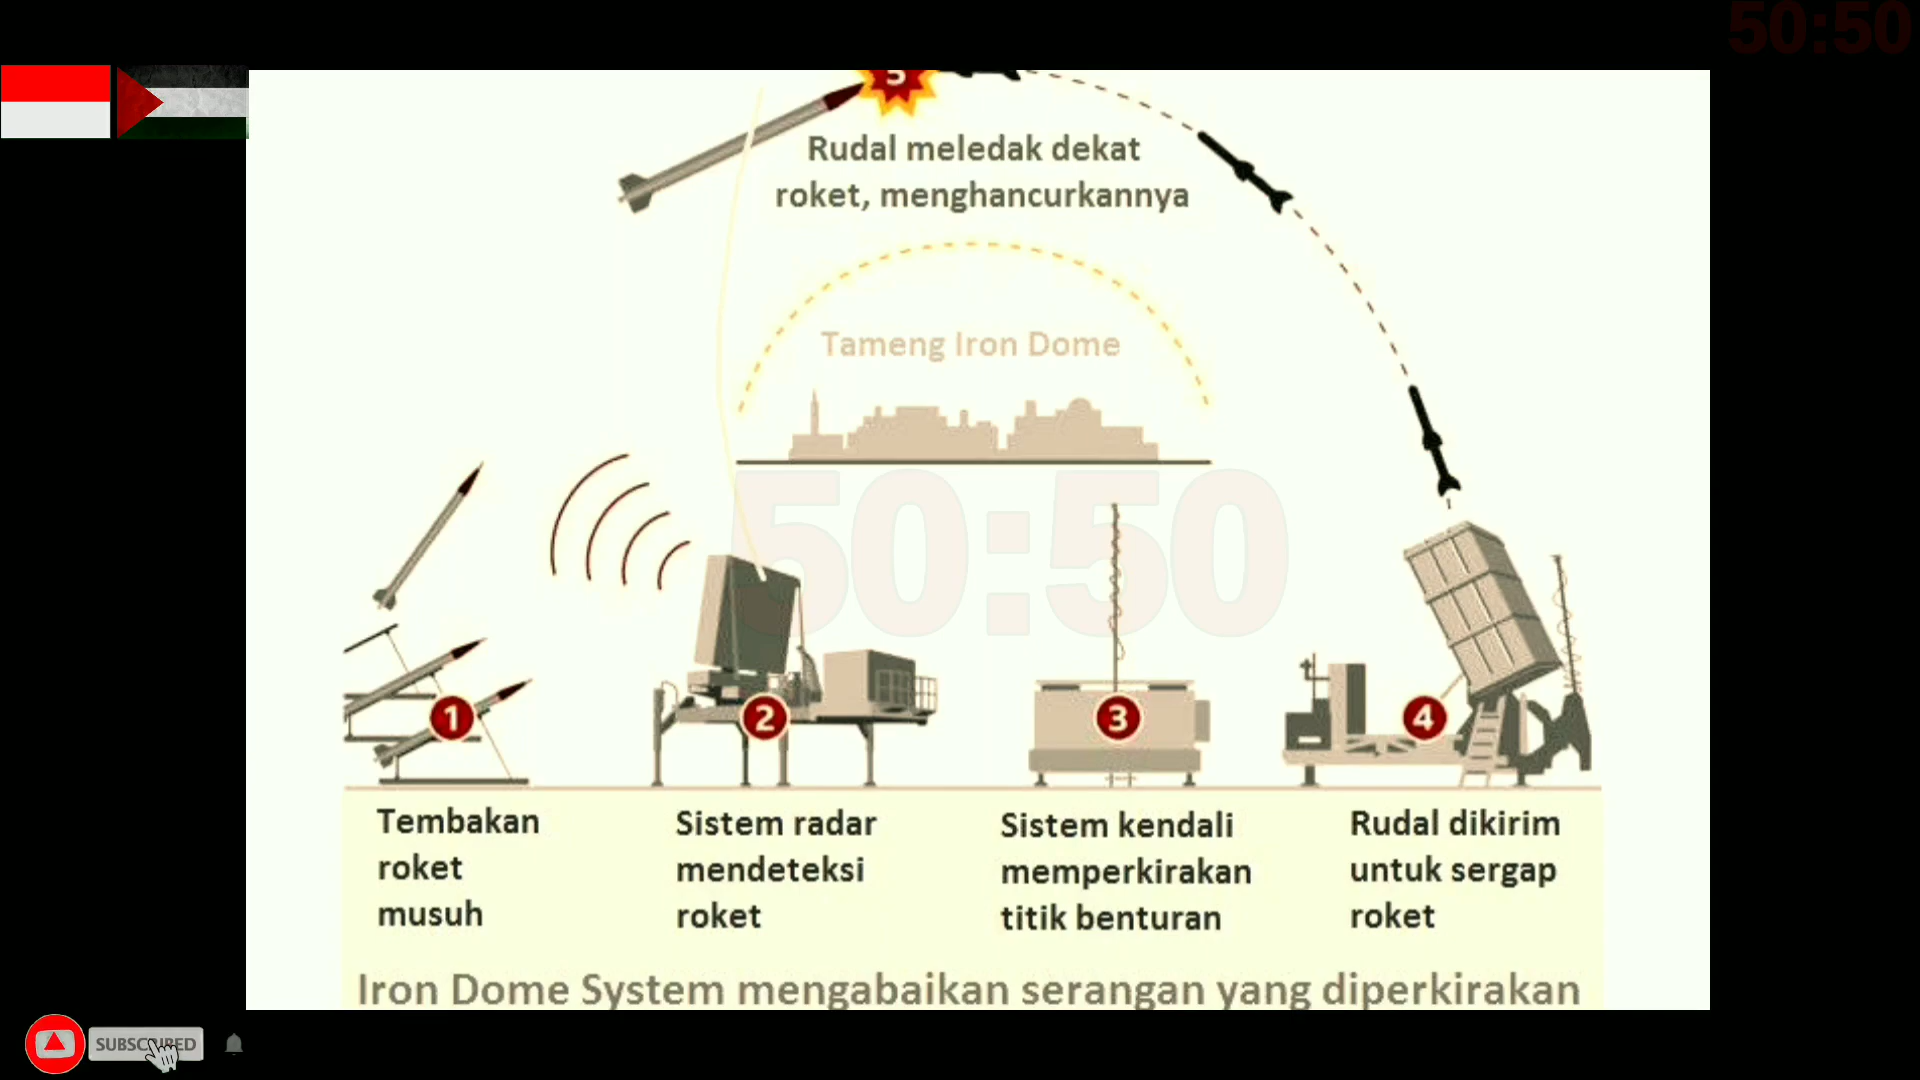 50:50
5
Rudal meledak dekat
roket, menghancurkannya
Tameng Iron Dome
50:50
1
2
3
4
Tembakan
roket
musuh
Sistem radar
mendeteksi
roket
Sistem kendali
memperkirakan
titik benturan
Rudal dikirim
untuk sergap
roket
Iron Dome System mengabaikan serangan yang diperkirakan
SUBSCRIBED